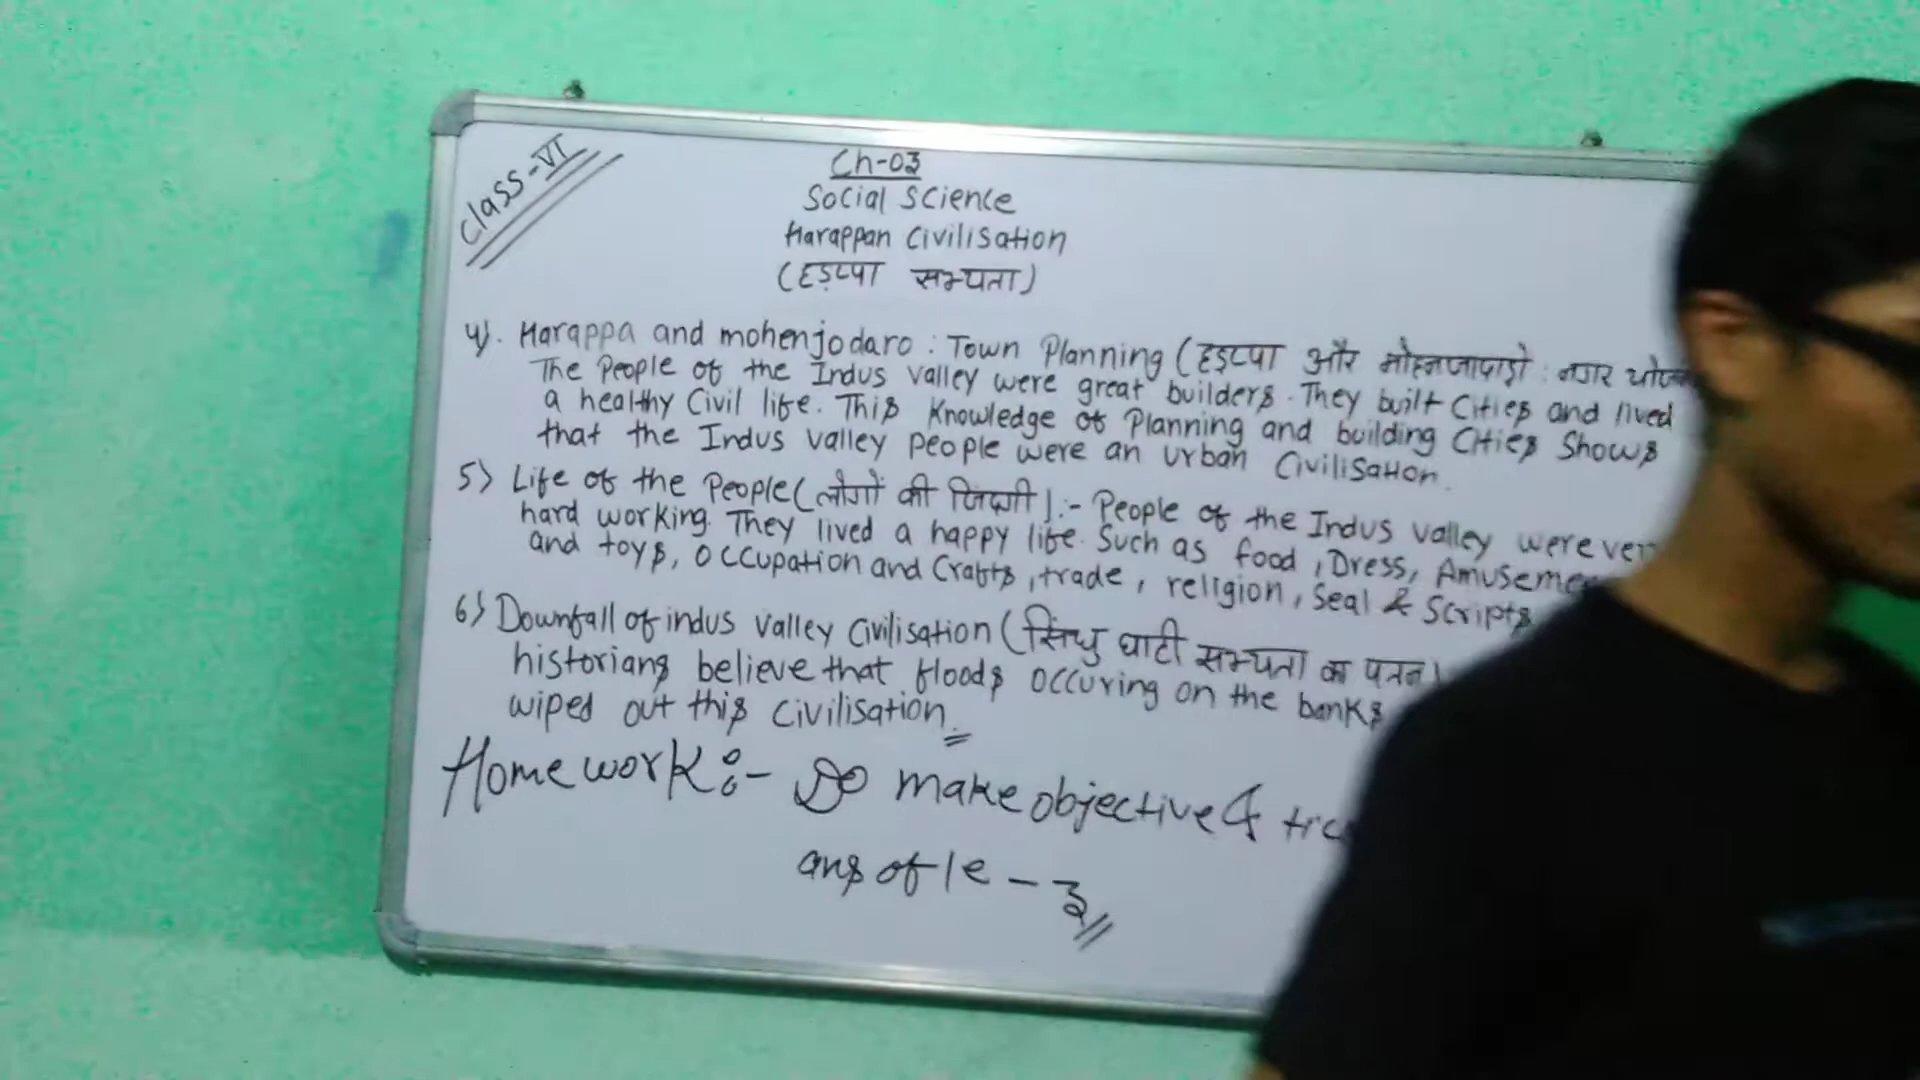 Class-VI
Ch-03
Social Science
Harappan Civilisation
(हड़प्पा सभ्यता)
4). Harappa and mohenjodaro : Town Planning (हड़प्पा और मोहनजोदाड़ो : नगर
The People of the Indus valley were great builders. They built Cities and lived
a healthy Civil life. This Knowledge of Planning and building Cities Shows
that the Indus valley people were an urban Civilisation.
5) Life of the People (लोगों की जिंदगी) :- People of the Indus valley were
hard working. They lived a happy life. Such as food, Dress,
and toys, Occupation and Crafts, trade, religion, Seal & Scripts
6) Downfall of indus valley Civilisation (सिंधु घाटी सभ्यता का पतन)
historians believe that floods Occuring on the banks
wiped out this Civilisation.
Home work :- Do make objective &
ans of